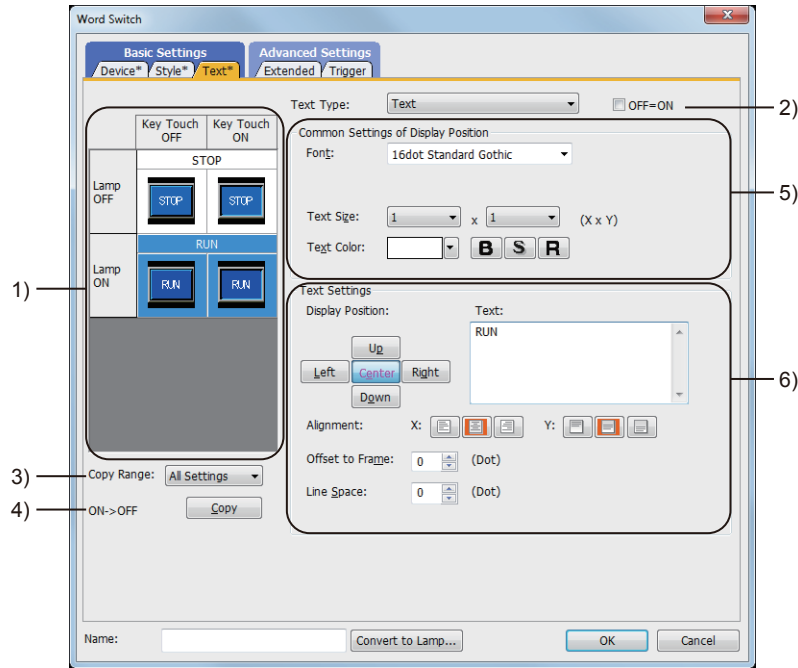 Word Switch
Basic Settings Advanced Settings
Device* Style* Text* Extended Trigger
Text Type: Text OFF=ON 2)
Key Touch OFF Key Touch ON
Common Settings of Display Position
Font: 16dot Standard Gothic
STOP
Lamp OFF STOP STOP
5)
Text Size: 1 x 1 (X x Y)
Text Color: B S R
RUN
Lamp ON RUN RUN
1)
Text Settings
Display Position: Text:
RUN
Up
Left Center Right
Down
6)
Alignment: X: Y:
Offset to Frame: 0 (Dot)
3) Copy Range: All Settings
Line Space: 0 (Dot)
4) ON->OFF Copy
Name: Convert to Lamp... OK Cancel